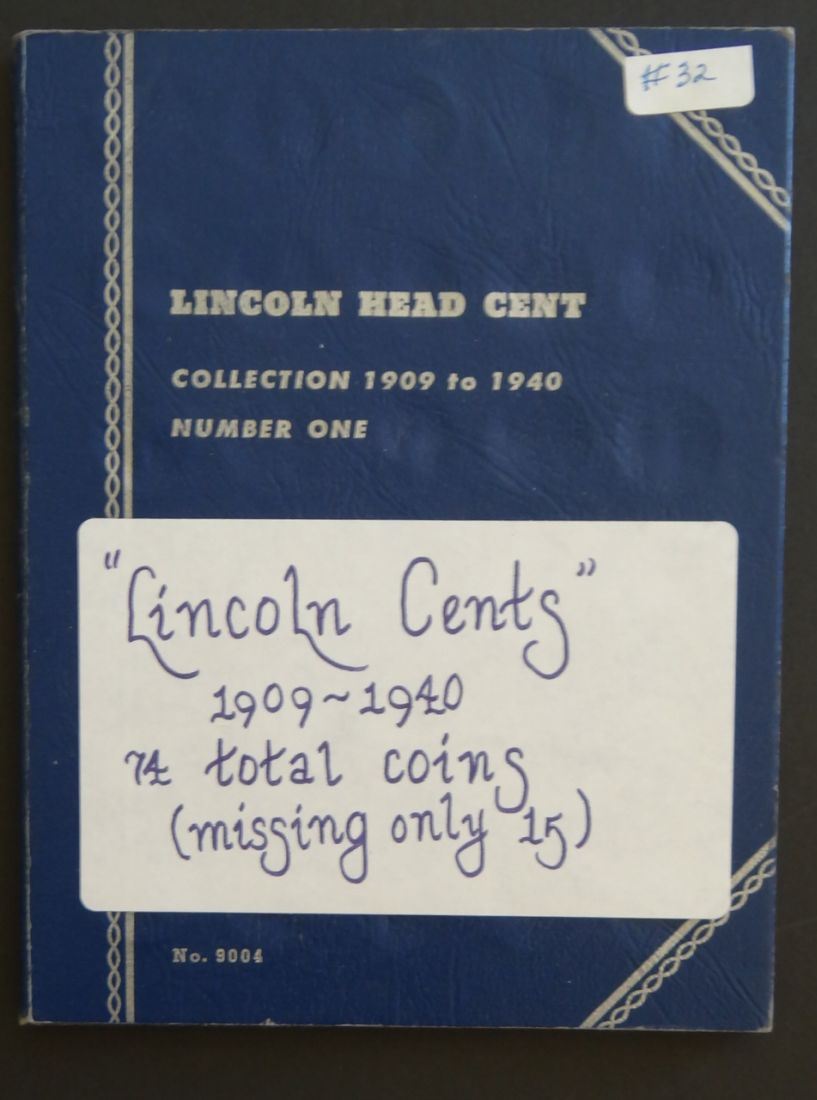 #32
LINCOLN HEAD CENT
COLLECTION 1909 to 1940
NUMBER ONE
"Lincoln Cents"
1909~1940
74 total coins
(missing only 15)
No. 9004